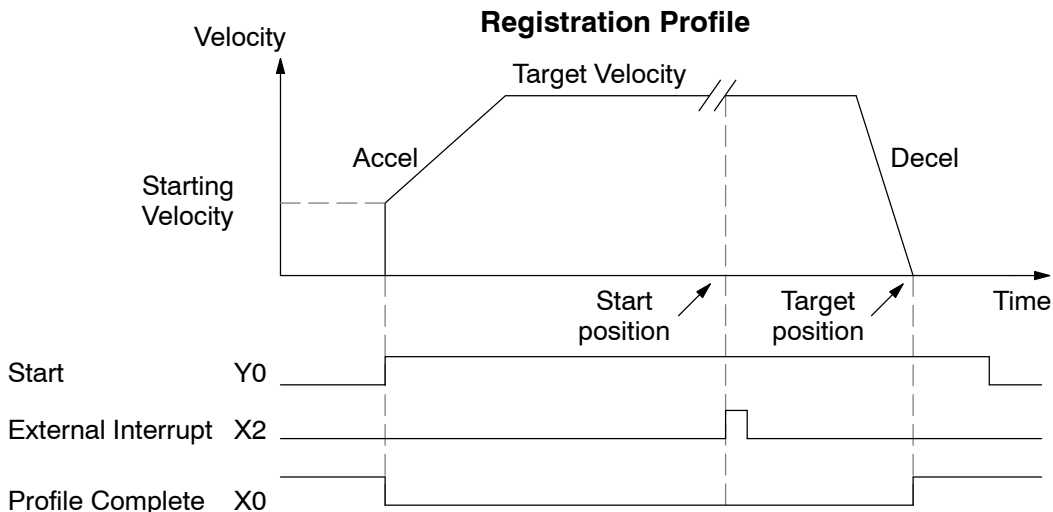 Registration Profile
Velocity
Target Velocity
Accel
Decel
Starting
Velocity
Start
position
Target
position
Time
Start Y0
External Interrupt X2
Profile Complete X0